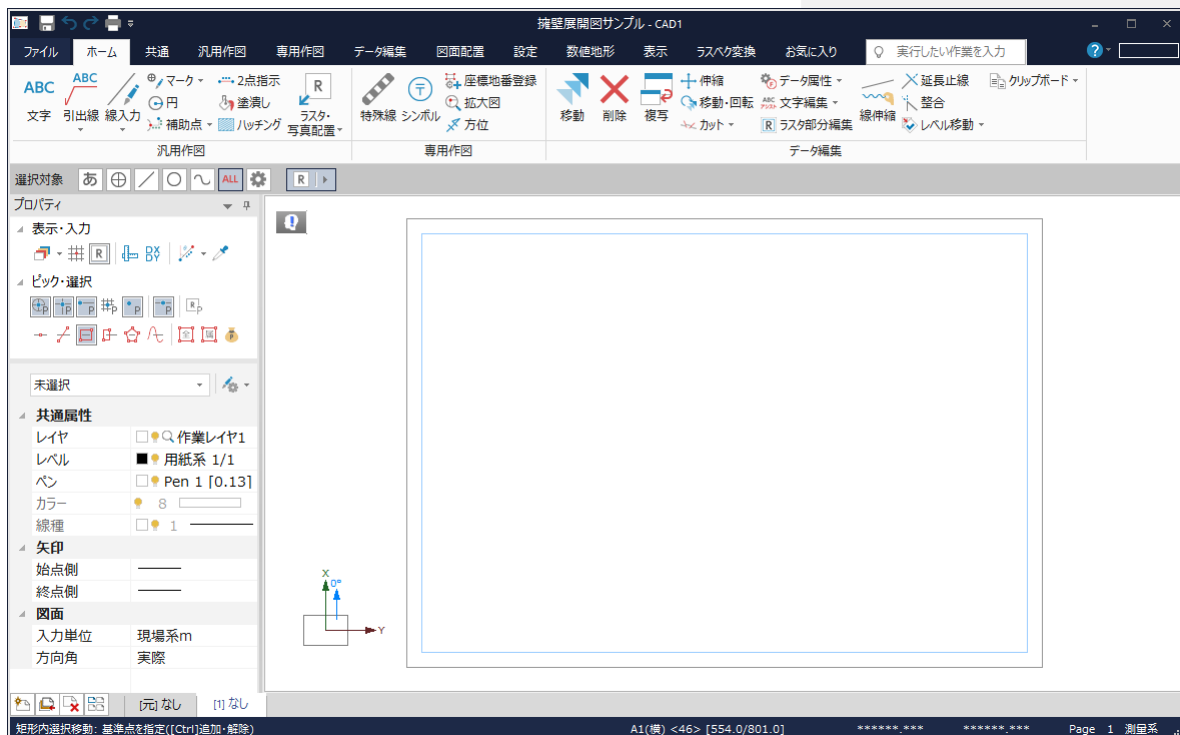 擁壁展開図サンプル - CAD1
ファイル ホーム 共通 汎用作図 専用作図 データ編集 図面配置 設定 数値地形 表示 ラスベク変換 お気に入り 実行したい作業を入力
ABC 文字
ABC 引出線
線入力
マーク
円
補助点
2点指示
塗潰し
ハッチング
R ラスタ・写真配置
汎用作図
特殊線
シンボル
座標地番登録
拡大図
方位
専用作図
移動
削除
複写
伸縮
移動・回転
カット
データ属性
文字編集
R ラスタ部分編集
線伸縮
延長止線
整合
レベル移動
クリップボード
データ編集
選択対象 あ ALL R
プロパティ
表示・入力
R DX DY
ピック・選択
P P P P P P R P
全 属 P
未選択
共通属性
レイヤ 作業レイヤ1
レベル 用紙系 1/1
ペン Pen 1 [0.13]
カラー 8
線種 1
矢印
始点側
終点側
図面
入力単位 現場系m
方向角 実際
X
0°
Y
[元] なし [1] なし
矩形内選択移動: 基準点を指定([Ctrl]追加・解除) A1(横) <46> [554.0/801.0] ******.*** ******.*** Page 1 測量系